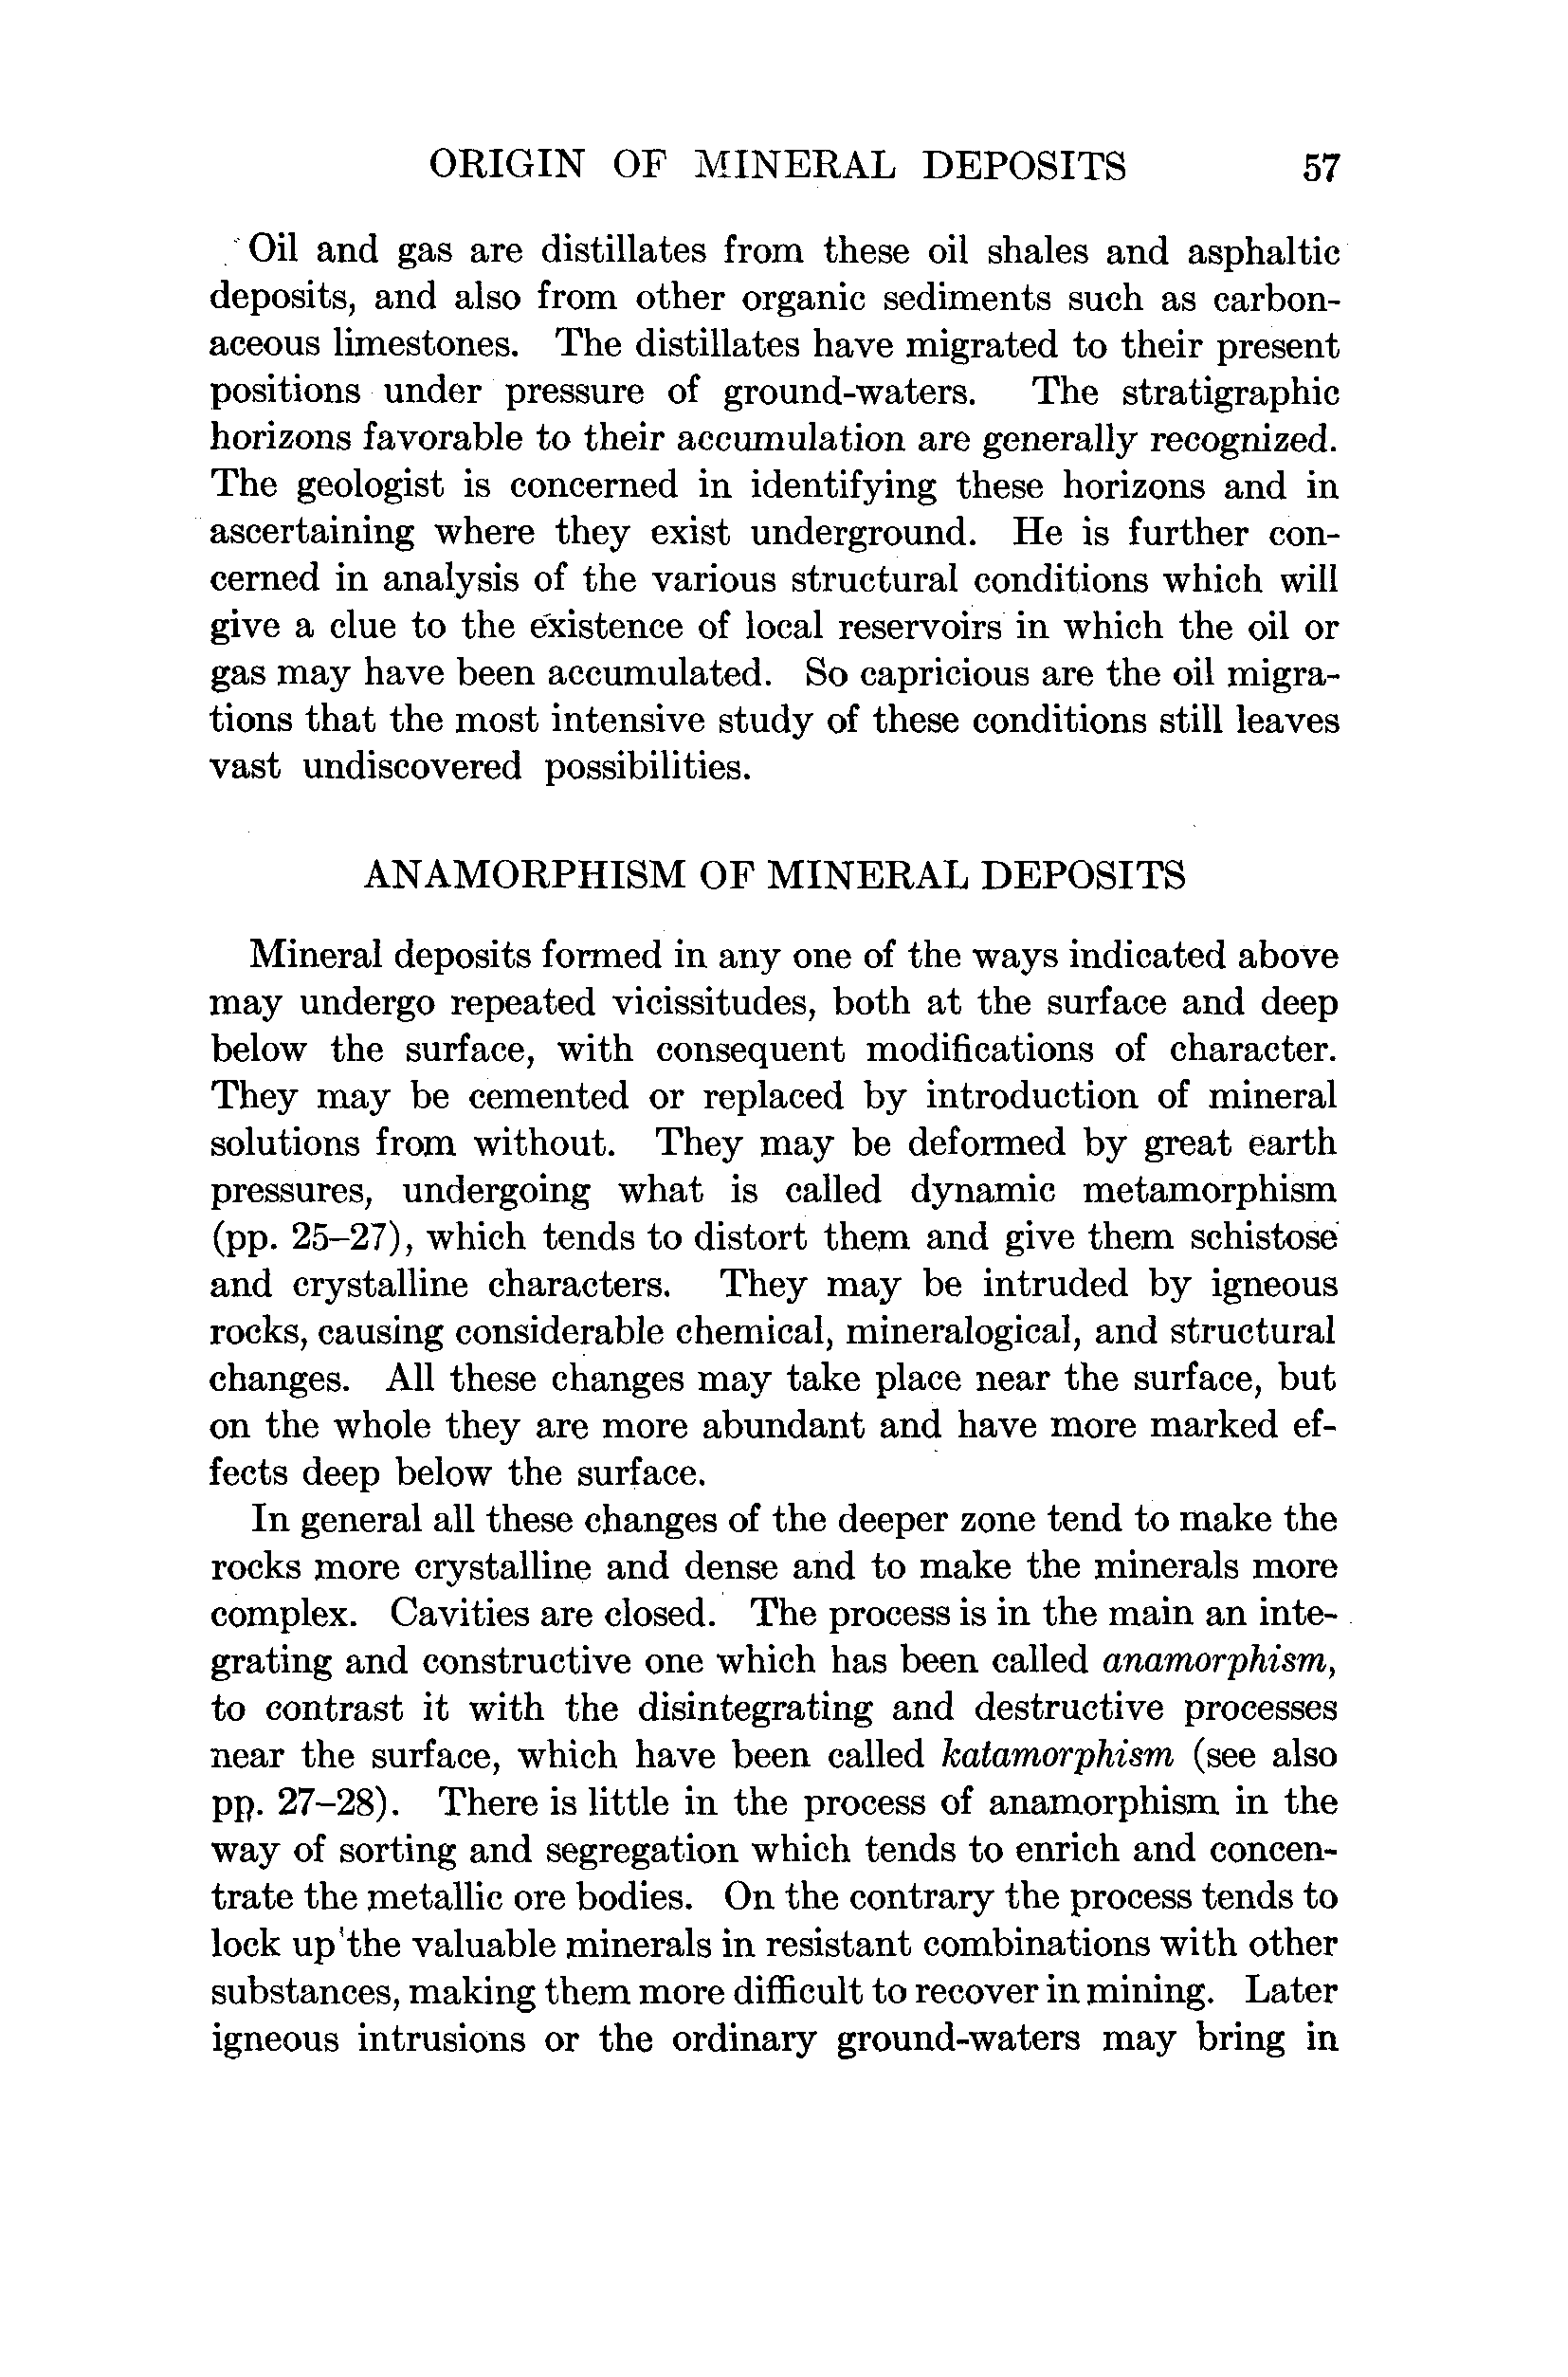 ORIGIN OF MINERAL DEPOSITS 57
Oil and gas are distillates from these oil shales and asphaltic
deposits, and also from other organic sediments such as carbon-
aceous limestones. The distillates have migrated to their present
positions under pressure of ground-waters. The stratigraphic
horizons favorable to their accumulation are generally recognized.
The geologist is concerned in identifying these horizons and in
ascertaining where they exist underground. He is further con-
cerned in analysis of the various structural conditions which will
give a clue to the existence of local reservoirs in which the oil or
gas may have been accumulated. So capricious are the oil migra-
tions that the most intensive study of these conditions still leaves
vast undiscovered possibilities.
ANAMORPHISM OF MINERAL DEPOSITS
Mineral deposits formed in any one of the ways indicated above
may undergo repeated vicissitudes, both at the surface and deep
below the surface, with consequent modifications of character.
They may be cemented or replaced by introduction of mineral
solutions from without. They may be deformed by great earth
pressures, undergoing what is called dynamic metamorphism
(pp. 25–27), which tends to distort them and give them schistose
and crystalline characters. They may be intruded by igneous
rocks, causing considerable chemical, mineralogical, and structural
changes. All these changes may take place near the surface, but
on the whole they are more abundant and have more marked ef-
fects deep below the surface.
In general all these changes of the deeper zone tend to make the
rocks more crystalline and dense and to make the minerals more
complex. Cavities are closed. The process is in the main an inte-
grating and constructive one which has been called anamorphism,
to contrast it with the disintegrating and destructive processes
near the surface, which have been called katamorphism (see also
pp. 27–28). There is little in the process of anamorphism in the
way of sorting and segregation which tends to enrich and concen-
trate the metallic ore bodies. On the contrary the process tends to
lock up the valuable minerals in resistant combinations with other
substances, making them more difficult to recover in mining. Later
igneous intrusions or the ordinary ground-waters may bring in